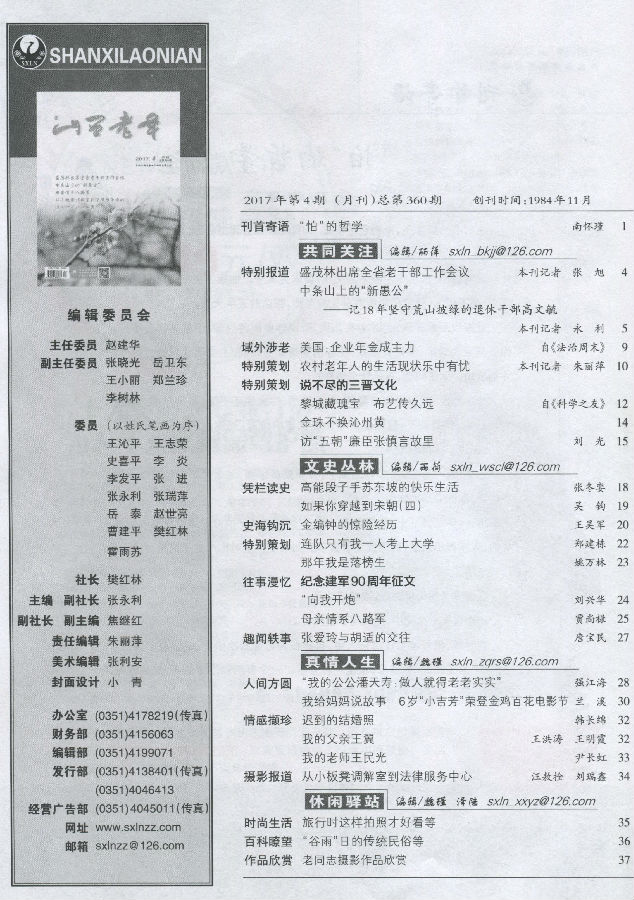 SXLN
SHANXILAONIAN
山西老年
2017.4
编辑委员会
主任委员 赵建华
副主任委员 张晓光 岳卫东
王小丽 郑兰珍
李树林
委员 (以姓氏笔画为序)
王沁平 王志荣
史喜平 李炎
李发平 张进
张永利 张瑞萍
岳泰 赵世亮
曹建平 樊红林
霍雨苏
社长 樊红林
主编 副社长 张永利
副社长 副主编 焦继红
责任编辑 朱丽萍
美术编辑 张利安
封面设计 小青
办公室 (0351)4178219(传真)
财务部 (0351)4156063
编辑部 (0351)4199071
发行部 (0351)4138401(传真)
(0351)4046413
经营广告部 (0351)4045011(传真)
网址 www.sxlnzz.com
邮箱 sxlnzz@126.com
2017年第4期 (月刊)总第360期 创刊时间:1984年11月
刊首寄语 “怕”的哲学 南怀瑾 1
共同关注 编辑/丽萍 sxln_bkjj@126.com
特别报道 盛茂林出席全省老干部工作会议 本刊记者 张旭 4
中条山上的“新愚公”
——记18年坚守荒山坡绿的退休干部高文毓
本刊记者 永利 5
域外涉老 美国:企业年金成主力 自《法治周末》 9
特别策划 农村老年人的生活现状乐中有忧 本刊记者 朱丽萍 10
特别策划 说不尽的三晋文化
黎城藏瑰宝 布艺传久远 自《科学之友》 12
金珠不换沁州黄 14
访“五朝”廉臣张慎言故里 刘光 15
文史丛林 编辑/雨荷 sxln_wscl@126.com
凭栏读史 高能段子手苏东坡的快乐生活 张冬姿 18
如果你穿越到宋朝(四) 吴钩 19
史海钩沉 金编钟的惊险经历 王吴军 20
特别策划 连队只有我一人考上大学 郑建栋 22
那年我是落榜生 姚万林 23
往事漫忆 纪念建军90周年征文
“向我开炮” 刘兴华 24
母亲情系八路军 贾尚禄 25
趣闻轶事 张爱玲与胡适的交往 唐宝民 27
真情人生 编辑/魏瑾 sxln_zqrs@126.com
人间方圆 “我的公公潘天寿:做人就得老老实实” 强江海 28
我给妈妈说故事 6岁“小吉芳”荣登金鸡百花电影节 兰溪 30
情感撷珍 迟到的结婚照 韩长绵 32
我的父亲王翼 王洪涛 王明霞 32
我的老师王民光 尹长虹 33
摄影报道 从小板凳调解室到法律服务中心 汪教拴 刘瑞鑫 34
休闲驿站 编辑/魏瑾 泽德 sxln_xxyz@126.com
时尚生活 旅行时这样拍照才好看等 35
百科瞭望 “谷雨”日的传统民俗等 36
作品欣赏 老同志摄影作品欣赏 37